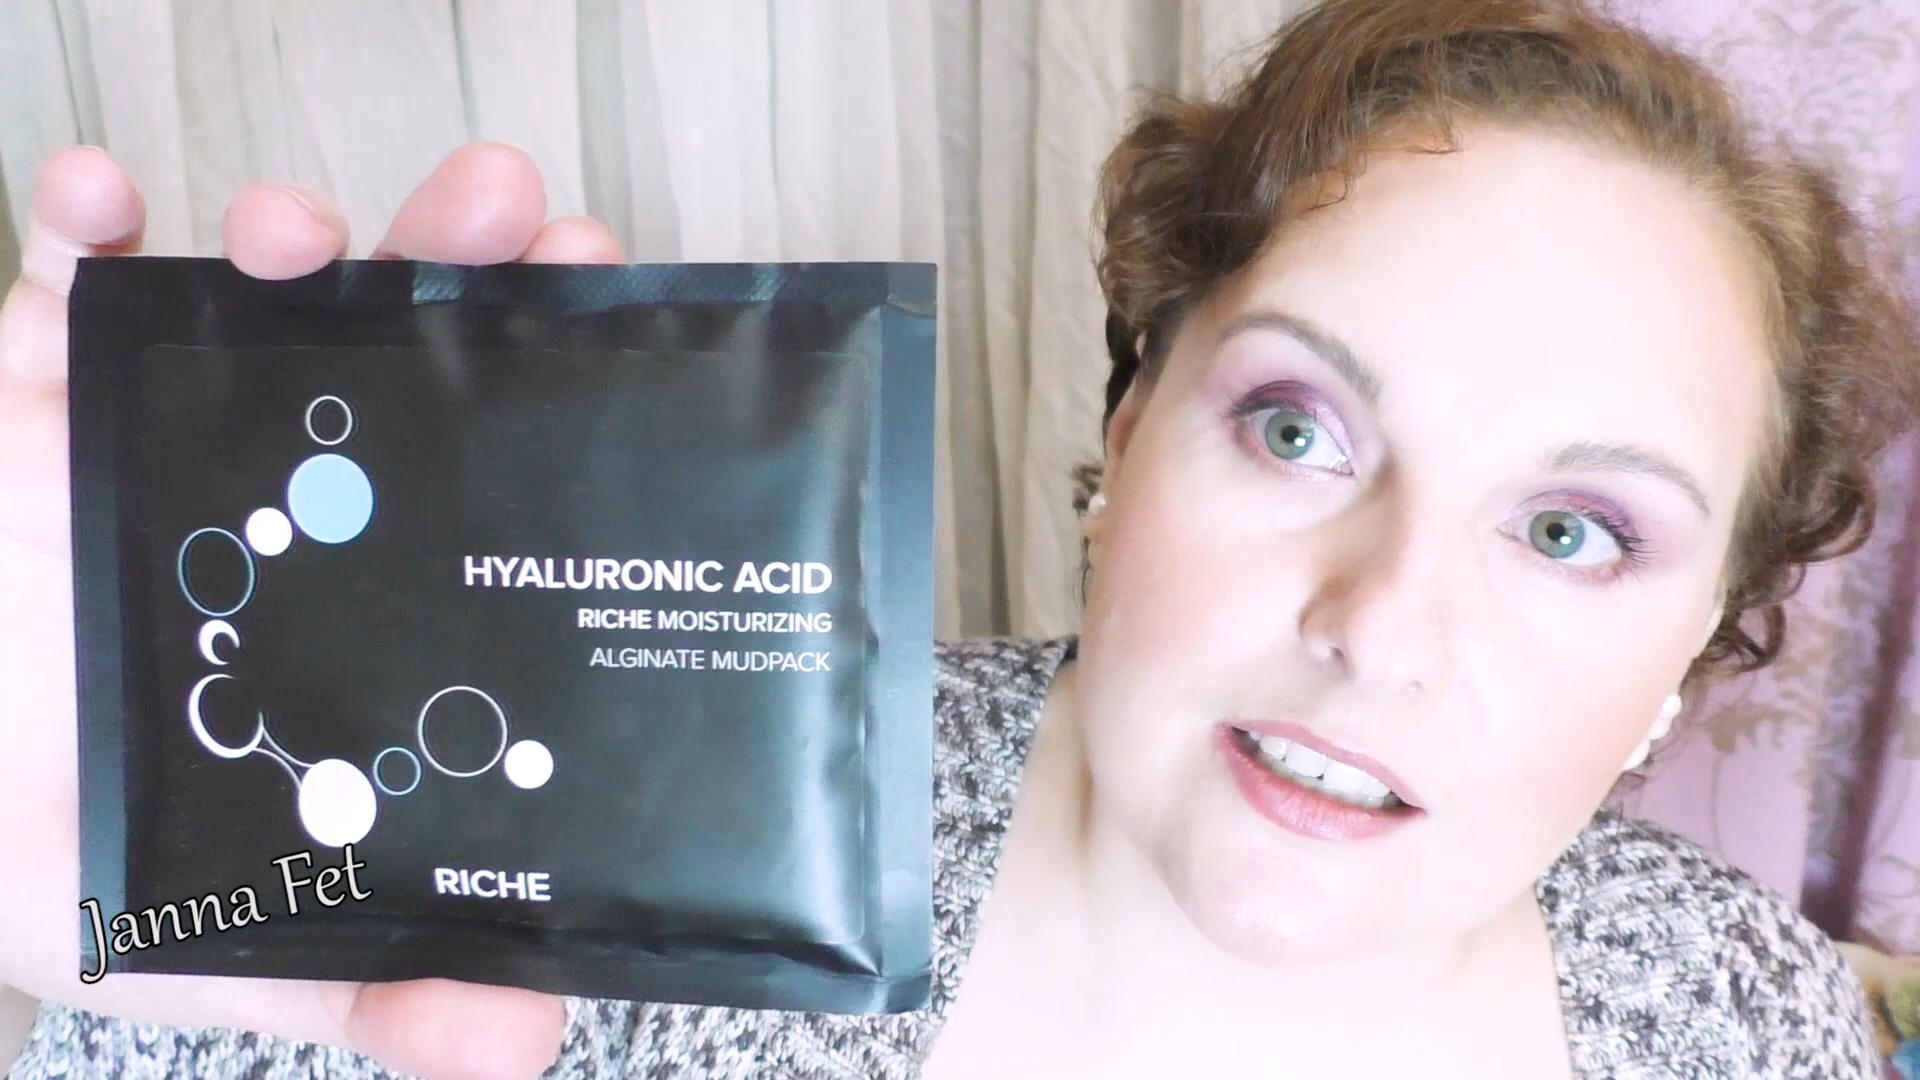 HYALURONIC ACID
RICHE MOISTURIZING
ALGINATE MUDPACK
RICHE
Janna Fet